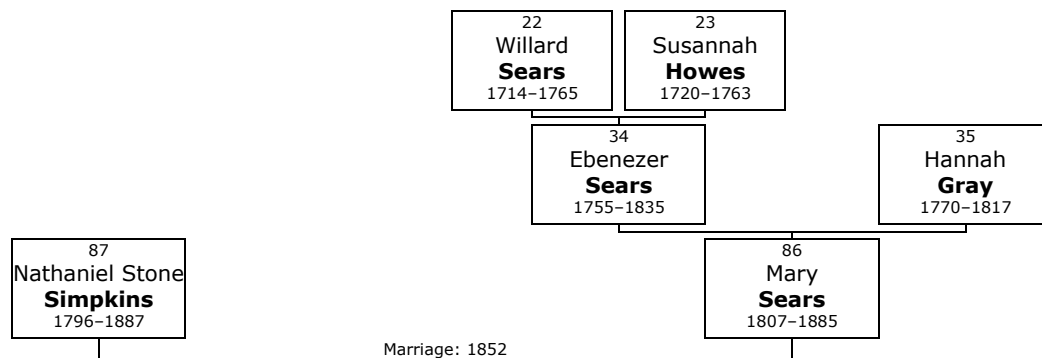 22
Willard
Sears
1714–1765
23
Susannah
Howes
1720–1763
34
Ebenezer
Sears
1755–1835
35
Hannah
Gray
1770–1817
87
Nathaniel Stone
Simpkins
1796–1887
86
Mary
Sears
1807–1885
Marriage: 1852